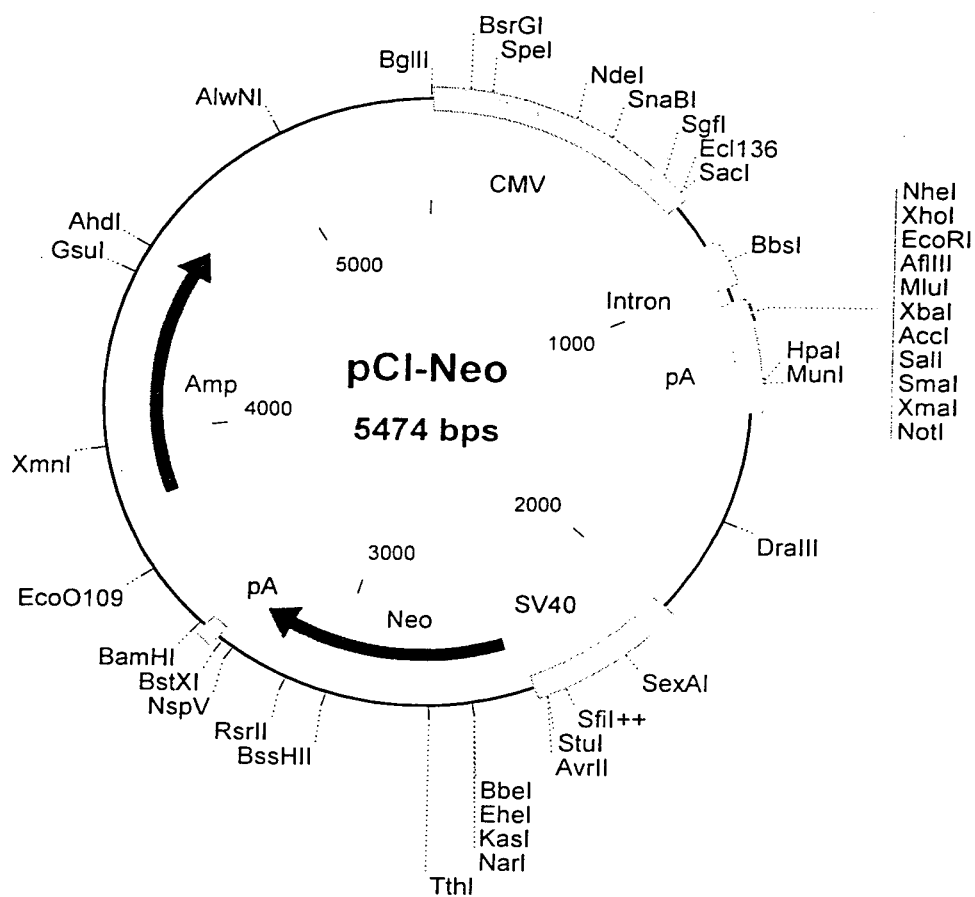 BsrGI
SpeI
BglII
NdeI
SnaBI
SgfI
Ecl136
SacI
AlwNI
CMV
NheI
XhoI
EcoRI
AflIII
MluI
XbaI
AccI
SalI
SmaI
XmaI
NotI
AhdI
GsuI
BbsI
5000
Intron
1000
HpaI
MunI
pA
pCI-Neo
5474 bps
Amp
4000
XmnI
2000
DraIII
3000
EcoO109
pA
Neo
SV40
BamHI
BstXI
NspV
SexAI
RsrII
BssHII
SfiI++
StuI
AvrII
BbeI
EheI
KasI
NarI
TthI